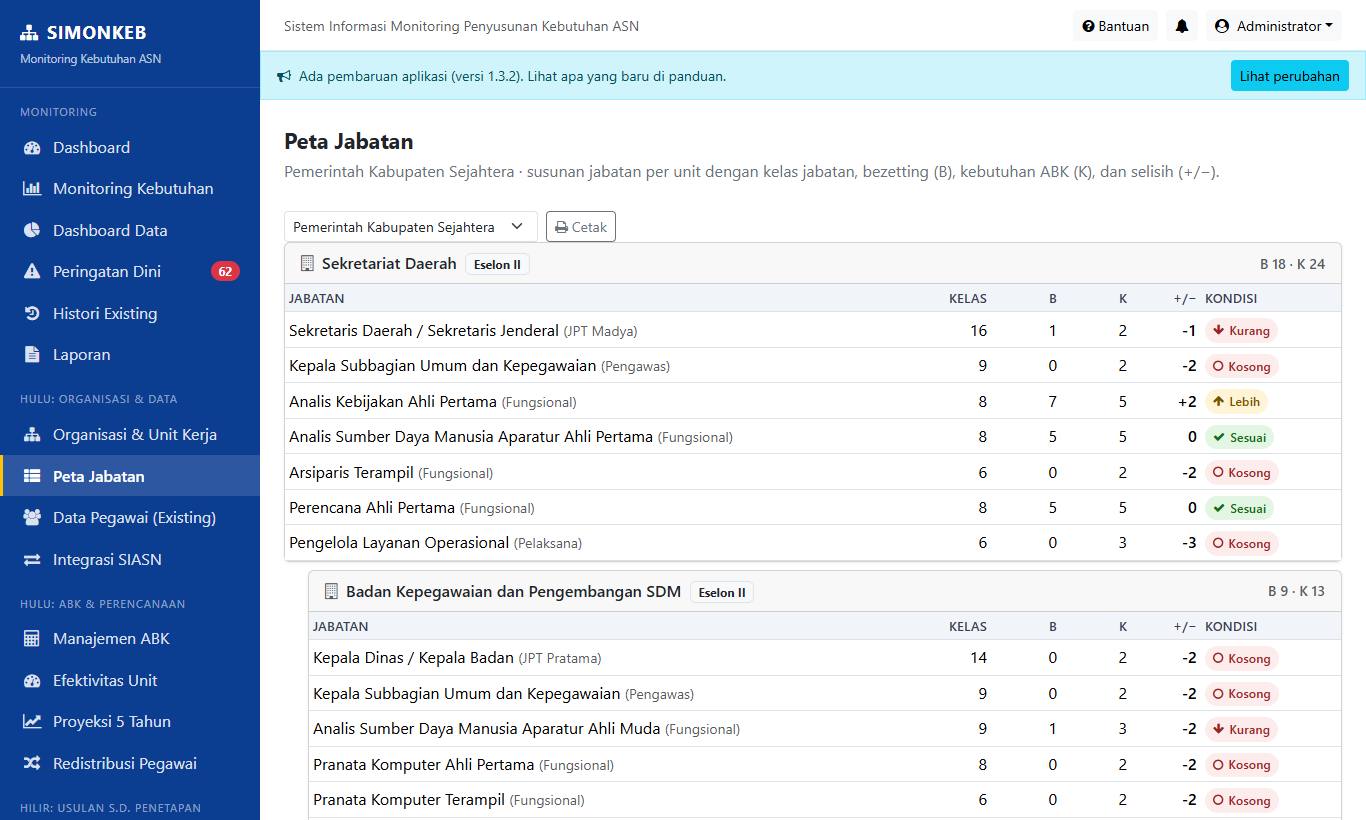 SIMONKEB
Monitoring Kebutuhan ASN
MONITORING
Dashboard
Monitoring Kebutuhan
Dashboard Data
Peringatan Dini 62
Histori Existing
Laporan
HULU: ORGANISASI & DATA
Organisasi & Unit Kerja
Peta Jabatan
Data Pegawai (Existing)
Integrasi SIASN
HULU: ABK & PERENCANAAN
Manajemen ABK
Efektivitas Unit
Proyeksi 5 Tahun
Redistribusi Pegawai
HILIR: USULAN S.D. PENETAPAN
Sistem Informasi Monitoring Penyusunan Kebutuhan ASN Bantuan Administrator
Ada pembaruan aplikasi (versi 1.3.2). Lihat apa yang baru di panduan. Lihat perubahan
Peta Jabatan
Pemerintah Kabupaten Sejahtera · susunan jabatan per unit dengan kelas jabatan, bezetting (B), kebutuhan ABK (K), dan selisih (+/−).
Pemerintah Kabupaten Sejahtera Cetak
Sekretariat Daerah Eselon II B 18 · K 24
JABATAN KELAS B K +/− KONDISI
Sekretaris Daerah / Sekretaris Jenderal (JPT Madya) 16 1 2 -1 Kurang
Kepala Subbagian Umum dan Kepegawaian (Pengawas) 9 0 2 -2 Kosong
Analis Kebijakan Ahli Pertama (Fungsional) 8 7 5 +2 Lebih
Analis Sumber Daya Manusia Aparatur Ahli Pertama (Fungsional) 8 5 5 0 Sesuai
Arsiparis Terampil (Fungsional) 6 0 2 -2 Kosong
Perencana Ahli Pertama (Fungsional) 8 5 5 0 Sesuai
Pengelola Layanan Operasional (Pelaksana) 6 0 3 -3 Kosong
Badan Kepegawaian dan Pengembangan SDM Eselon II B 9 · K 13
JABATAN KELAS B K +/− KONDISI
Kepala Dinas / Kepala Badan (JPT Pratama) 14 0 2 -2 Kosong
Kepala Subbagian Umum dan Kepegawaian (Pengawas) 9 0 2 -2 Kosong
Analis Sumber Daya Manusia Aparatur Ahli Muda (Fungsional) 9 1 3 -2 Kurang
Pranata Komputer Ahli Pertama (Fungsional) 8 0 2 -2 Kosong
Pranata Komputer Terampil (Fungsional) 6 0 2 -2 Kosong